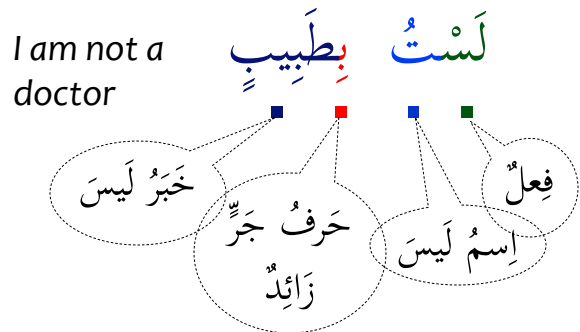 I am not a
doctor
لَسْتُ بِطَبِيبٍ
فِعلٌ
اِسمُ لَيسَ
حَرفُ جَرٍّ
زَائِدٌ
خَبَرُ لَيسَ